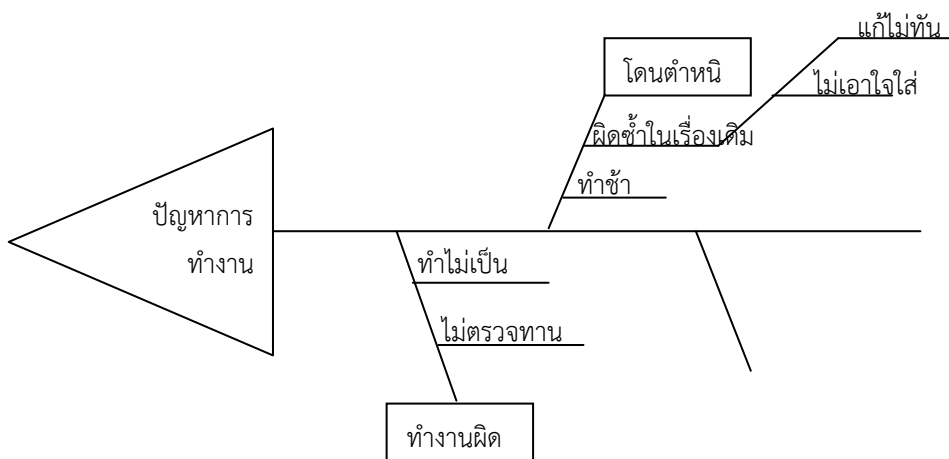 แก้ไม่ทัน
โดนตำหนิ
ไม่เอาใจใส่
ผิดซ้ำในเรื่องเดิม
ทำช้า
ปัญหาการ
ทำงาน
ทำไม่เป็น
ไม่ตรวจทาน
ทำงานผิด